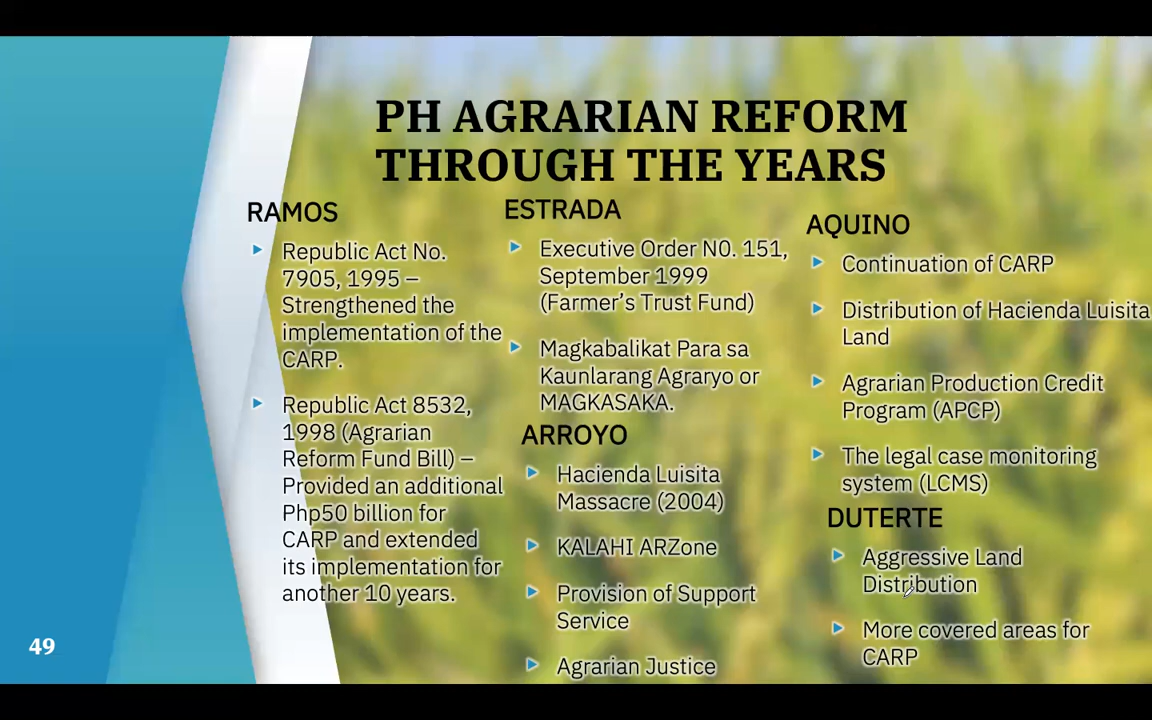 PH AGRARIAN REFORM
THROUGH THE YEARS
RAMOS
Republic Act No.
7905, 1995 –
Strengthened the
implementation of the
CARP.
Republic Act 8532,
1998 (Agrarian
Reform Fund Bill) –
Provided an additional
Php50 billion for
CARP and extended
its implementation for
another 10 years.
ESTRADA
Executive Order N0. 151,
September 1999
(Farmer’s Trust Fund)
Magkabalikat Para sa
Kaunlarang Agraryo or
MAGKASAKA.
ARROYO
Hacienda Luisita
Massacre (2004)
KALAHI ARZone
Provision of Support
Service
Agrarian Justice
AQUINO
Continuation of CARP
Distribution of Hacienda Luisita
Land
Agrarian Production Credit
Program (APCP)
The legal case monitoring
system (LCMS)
DUTERTE
Aggressive Land
Distribution
More covered areas for
CARP
49